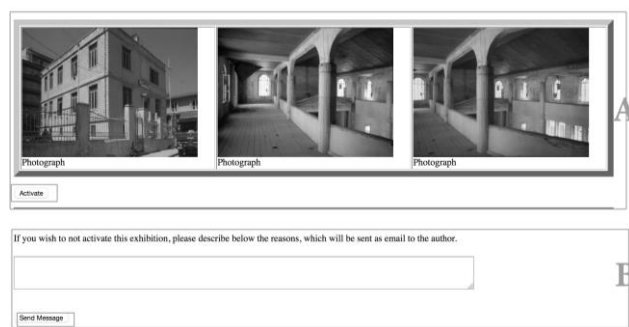 Photograph
Photograph
Photograph
A
Activate
If you wish to not activate this exhibition, please describe below the reasons, which will be sent as email to the author.
Send Message